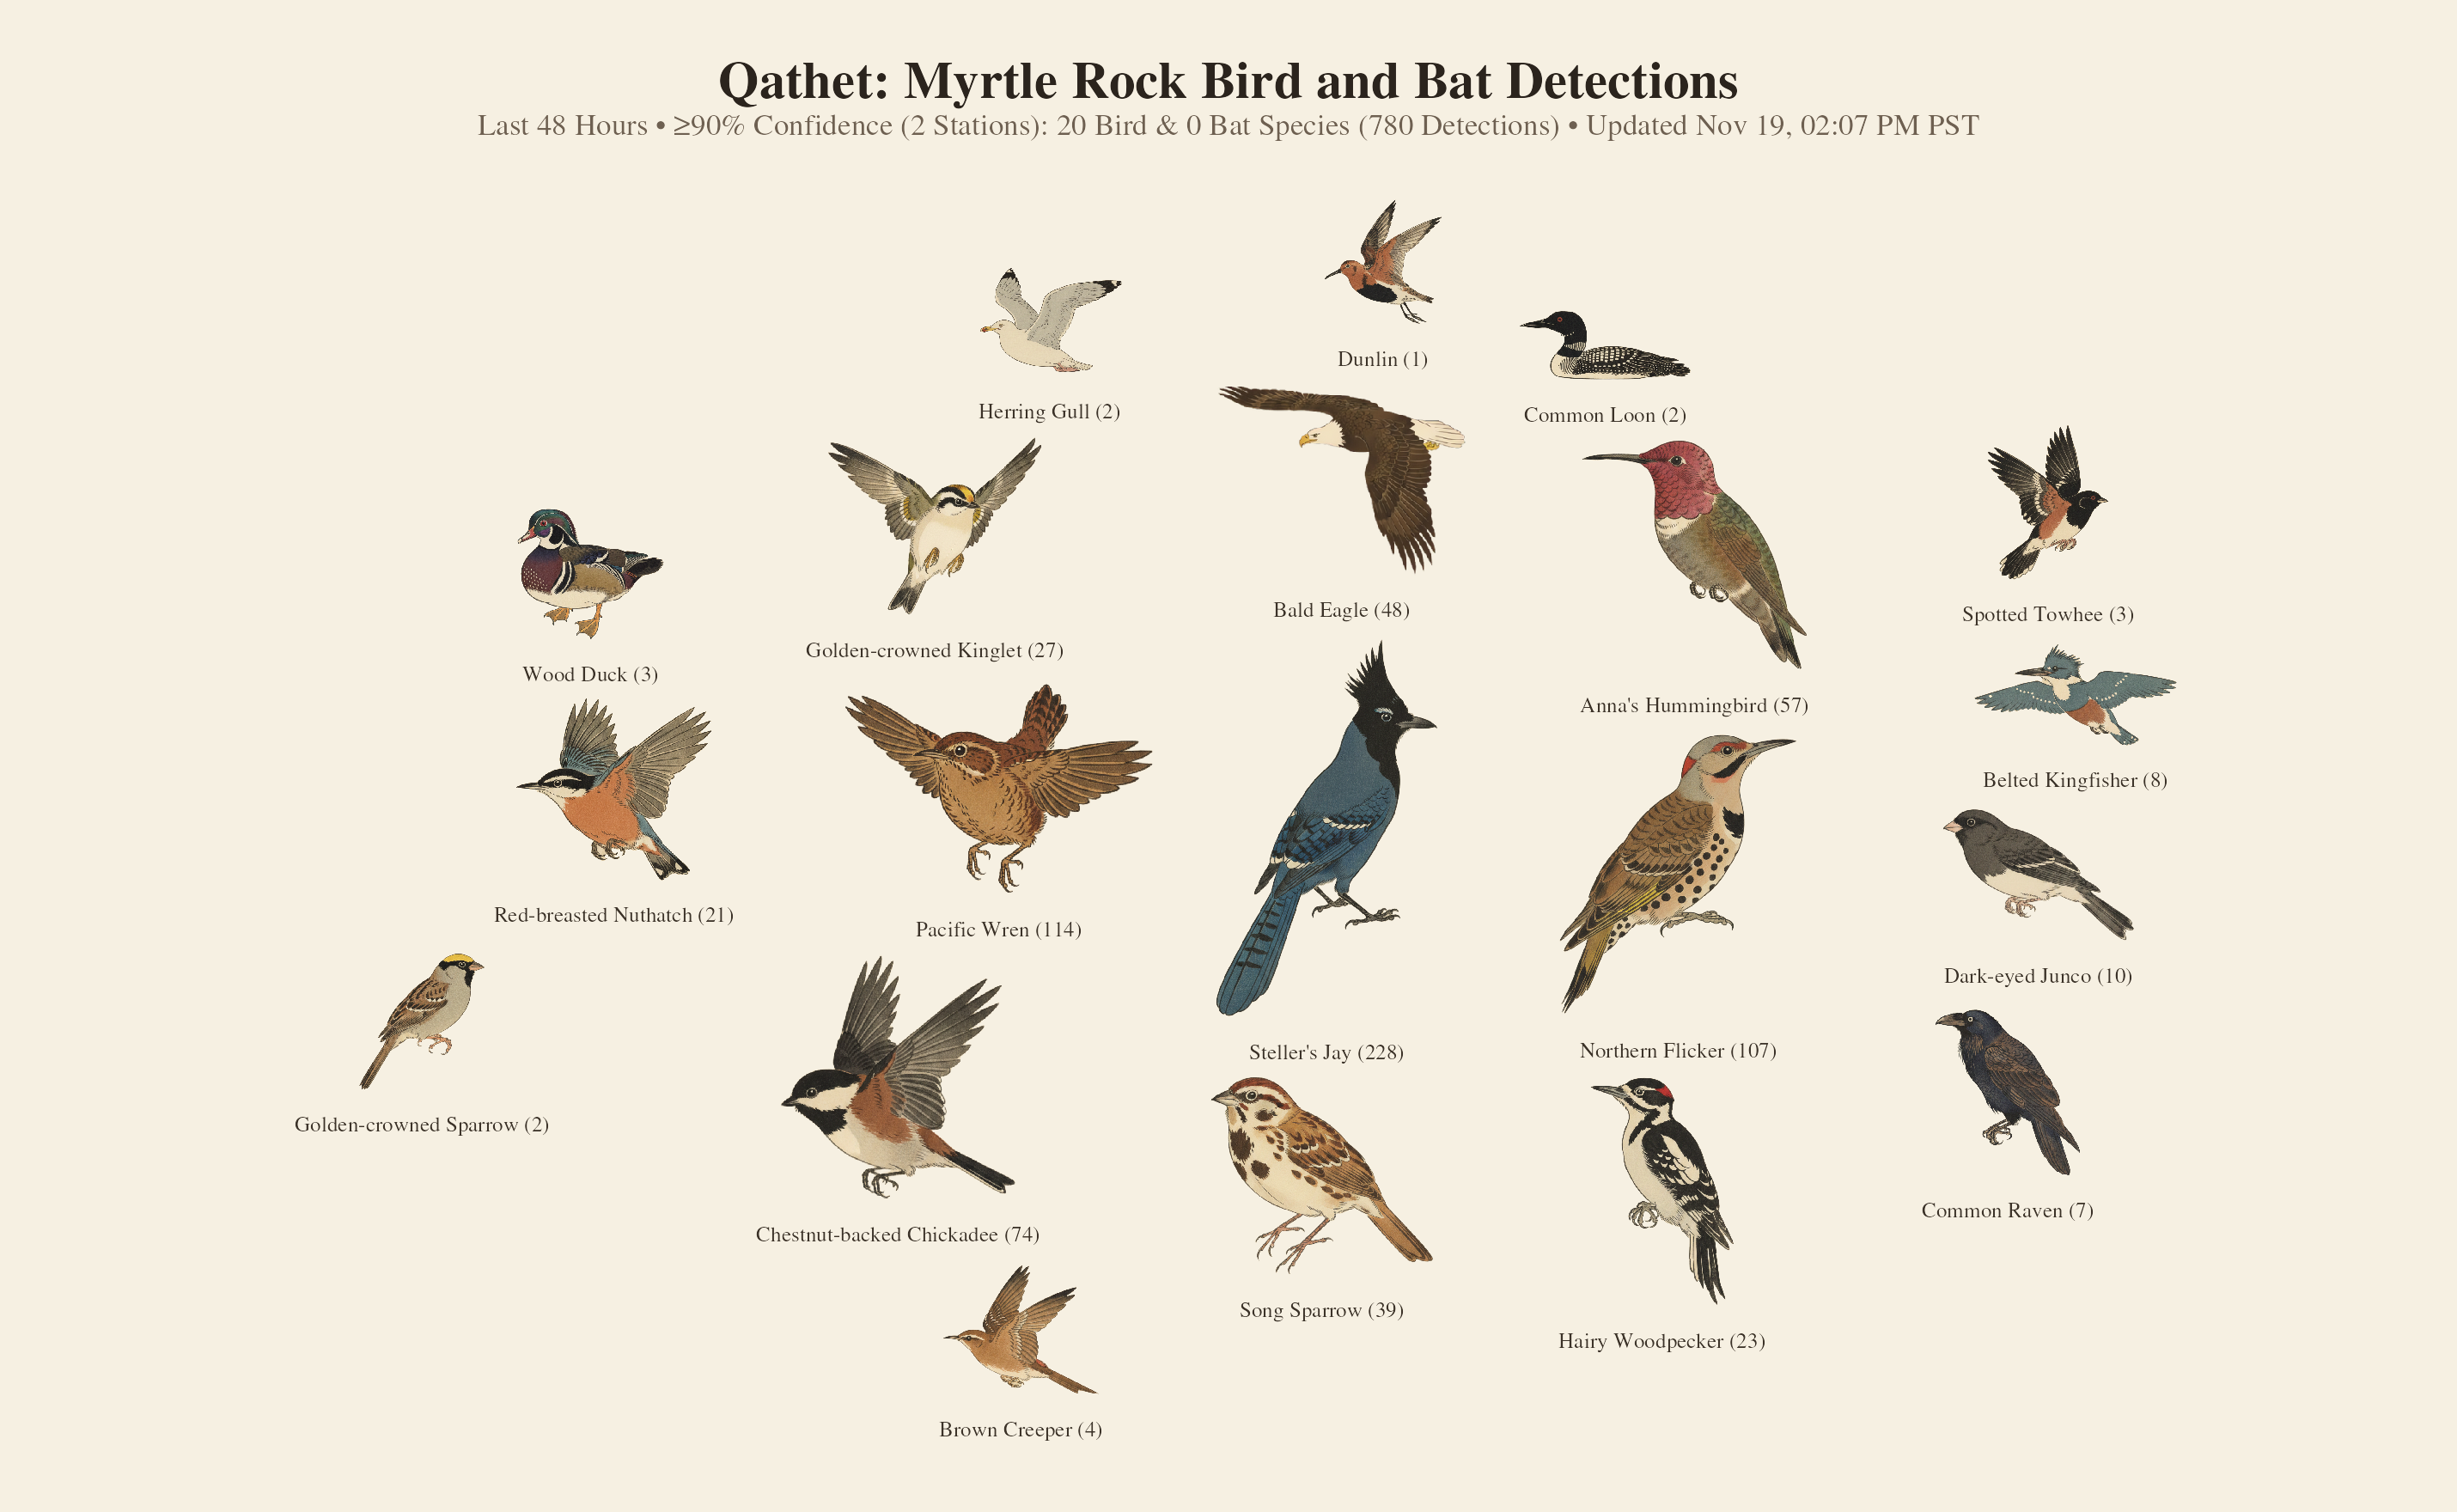 Qathet: Myrtle Rock Bird and Bat Detections
Last 48 Hours • ≥90% Confidence (2 Stations): 20 Bird & 0 Bat Species (780 Detections) • Updated Nov 19, 02:07 PM PST
Dunlin (1)
Herring Gull (2)
Common Loon (2)
Bald Eagle (48)
Spotted Towhee (3)
Golden-crowned Kinglet (27)
Wood Duck (3)
Anna's Hummingbird (57)
Belted Kingfisher (8)
Red-breasted Nuthatch (21)
Pacific Wren (114)
Dark-eyed Junco (10)
Steller's Jay (228)
Northern Flicker (107)
Golden-crowned Sparrow (2)
Common Raven (7)
Chestnut-backed Chickadee (74)
Song Sparrow (39)
Hairy Woodpecker (23)
Brown Creeper (4)